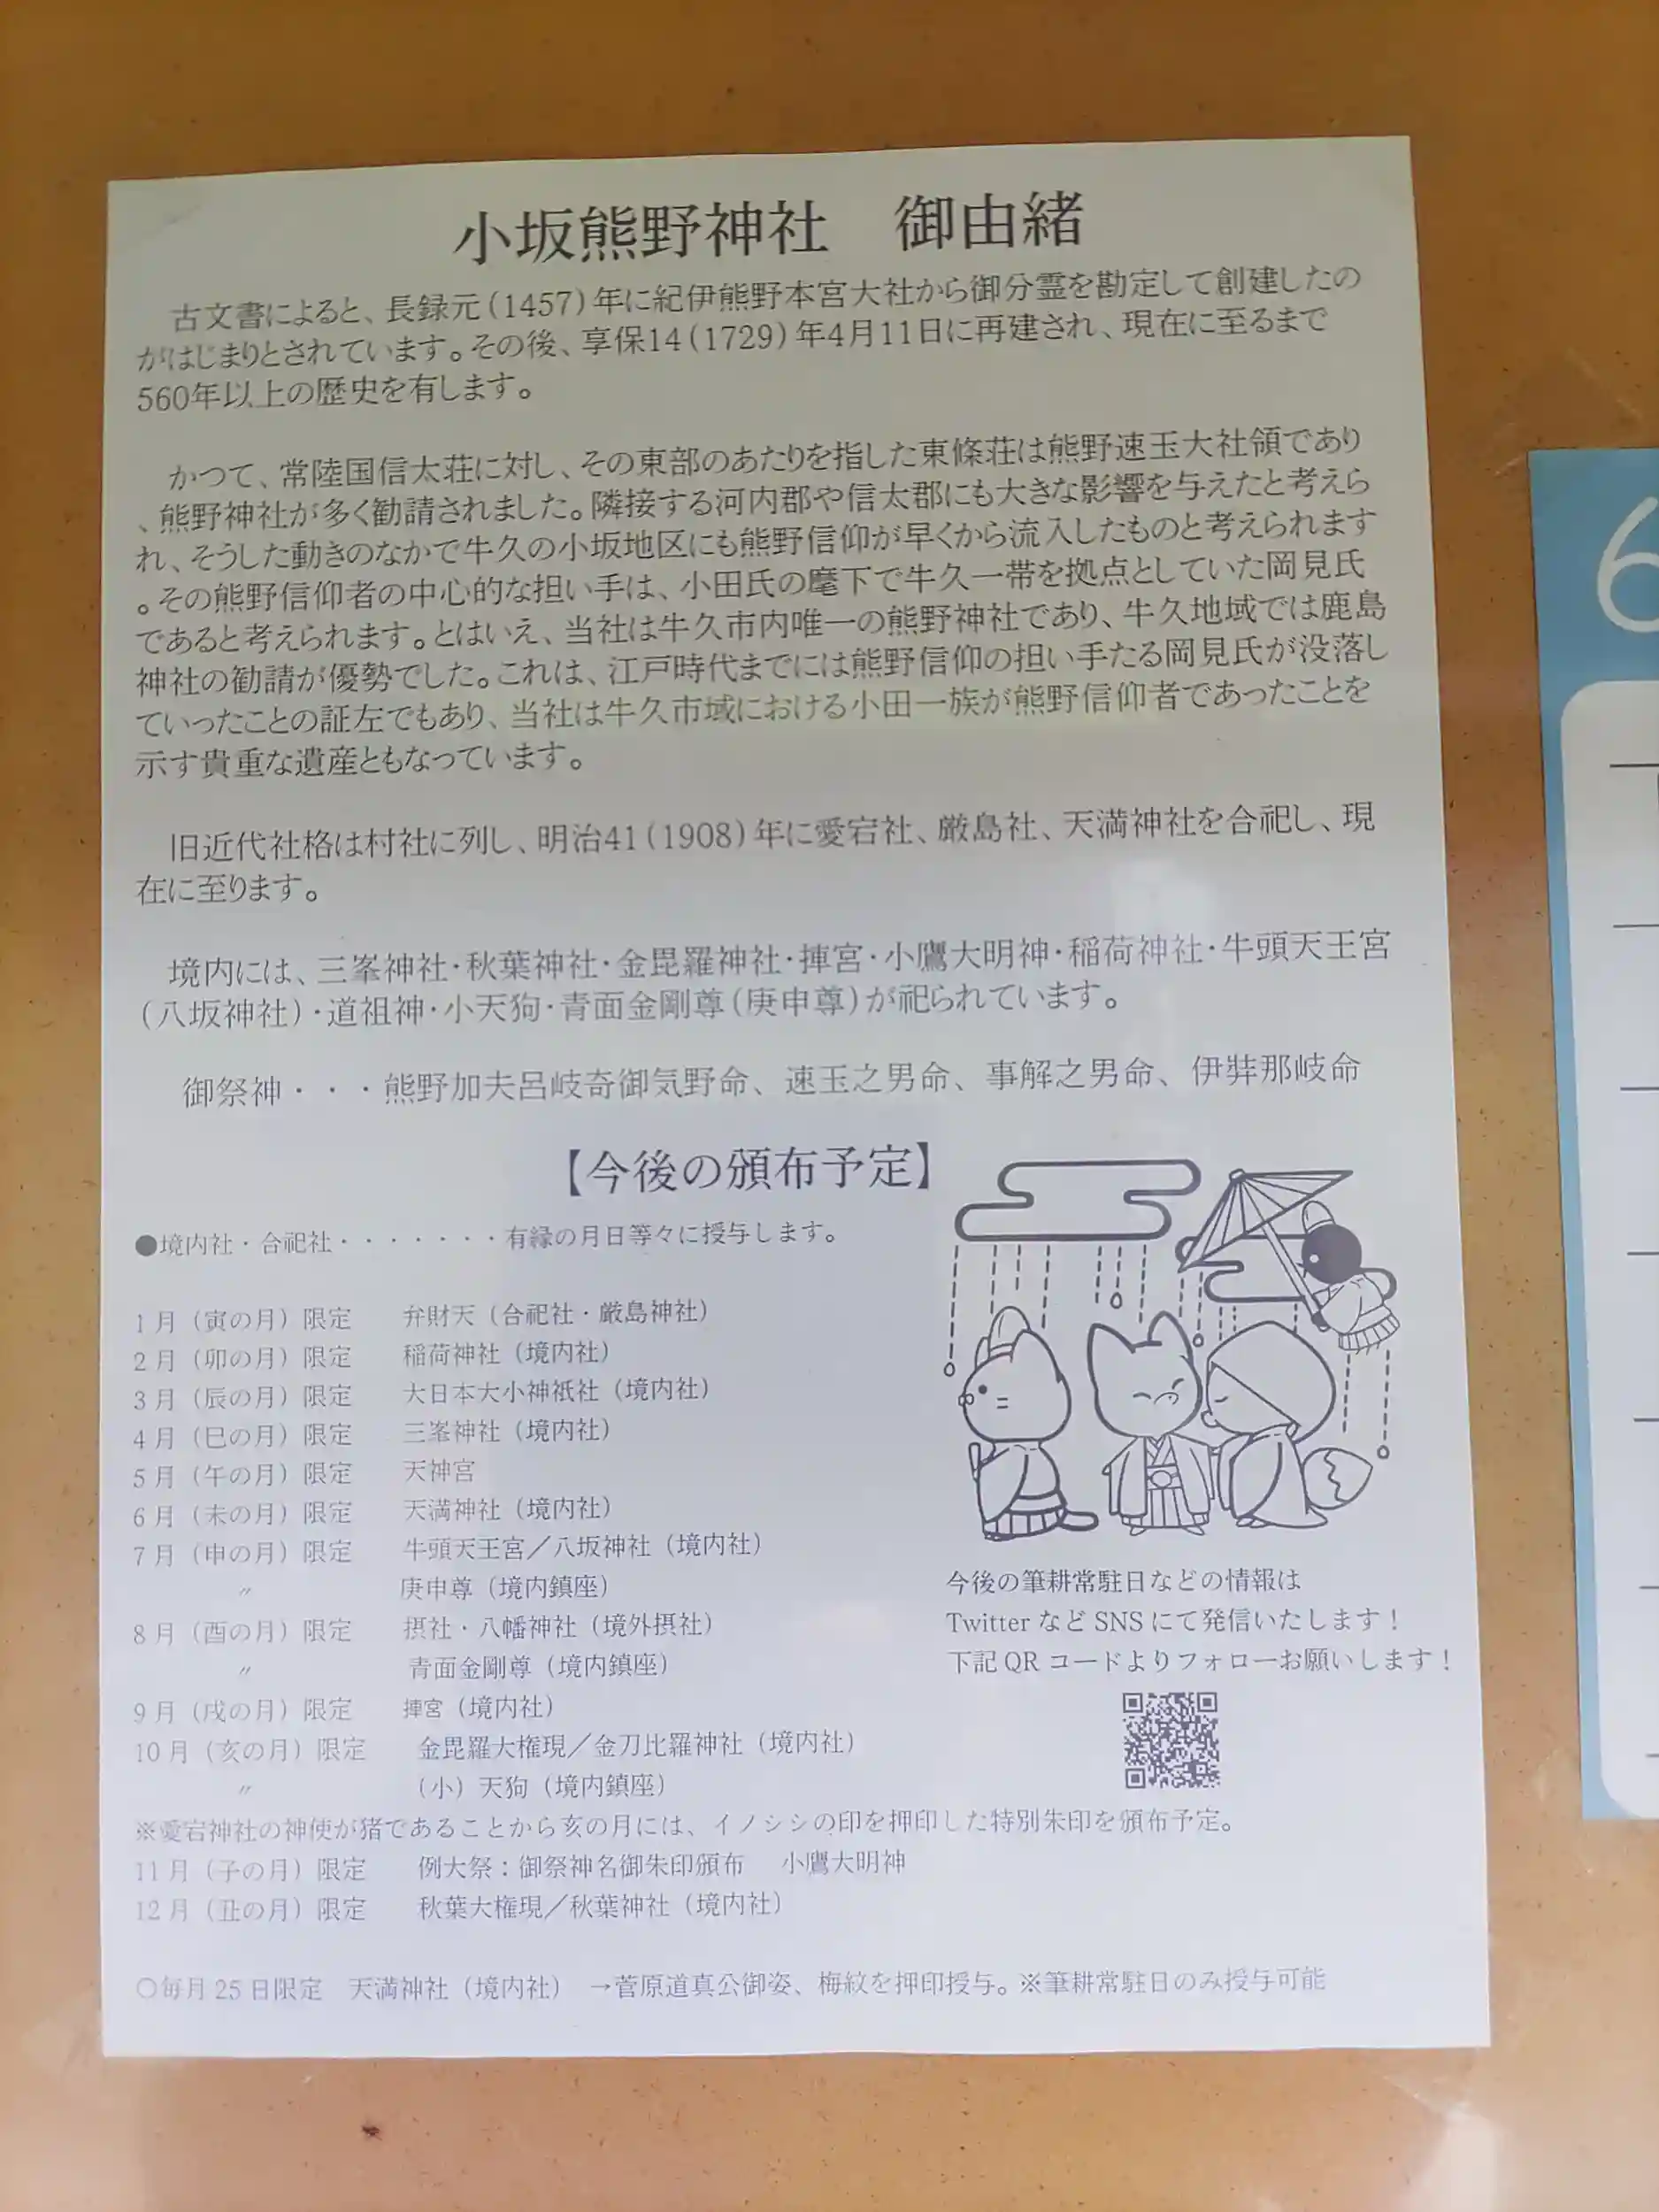 小坂熊野神社　御由緒
古文書によると、長録元(1457)年に紀伊熊野本宮大社から御分霊を勘定して創建したの
がはじまりとされています。その後、享保14(1729)年4月11日に再建され、現在に至るまで
560年以上の歴史を有します。
かつて、常陸国信太荘に対し、その東部のあたりを指した東條荘は熊野速玉大社領であり
、熊野神社が多く勧請されました。隣接する河内郡や信太郡にも大きな影響を与えたと考えら
れ、そうした動きのなかで牛久の小坂地区にも熊野信仰が早くから流入したものと考えられます
。その熊野信仰者の中心的な担い手は、小田氏の麾下で牛久一帯を拠点としていた岡見氏
であると考えられます。とはいえ、当社は牛久市内唯一の熊野神社であり、牛久地域では鹿島
神社の勧請が優勢でした。これは、江戸時代までには熊野信仰の担い手たる岡見氏が没落し
ていったことの証左でもあり、当社は牛久市域における小田一族が熊野信仰者であったことを
示す貴重な遺産ともなっています。
旧近代社格は村社に列し、明治41(1908)年に愛宕社、厳島社、天満神社を合祀し、現
在に至ります。
境内には、三峯神社・秋葉神社・金毘羅神社・挿宮・小鷹大明神・稲荷神社・牛頭天王宮
(八坂神社)・道祖神・小天狗・青面金剛尊(庚申尊)が祀られています。
御祭神・・・熊野加夫呂岐奇御気野命、速玉之男命、事解之男命、伊弉那岐命
【今後の頒布予定】
●境内社・合祀社・・・・・・・有縁の月日等々に授与します。
1月（寅の月）限定　弁財天（合祀社・厳島神社）
2月（卯の月）限定　稲荷神社（境内社）
3月（辰の月）限定　大日本大小神祇社（境内社）
4月（巳の月）限定　三峯神社（境内社）
5月（午の月）限定　天神宮
6月（未の月）限定　天満神社（境内社）
7月（申の月）限定　牛頭天王宮／八坂神社（境内社）
〃　庚申尊（境内鎮座）
8月（酉の月）限定　摂社・八幡神社（境外摂社）
〃　青面金剛尊（境内鎮座）
9月（戌の月）限定　挿宮（境内社）
10月（亥の月）限定　金毘羅大権現／金刀比羅神社（境内社）
〃　（小）天狗（境内鎮座）
※愛宕神社の神使が猪であることから亥の月には、イノシシの印を押印した特別朱印を頒布予定。
11月（子の月）限定　例大祭：御祭神名御朱印頒布　小鷹大明神
12月（丑の月）限定　秋葉大権現／秋葉神社（境内社）
○毎月25日限定　天満神社（境内社）　→菅原道真公御姿、梅紋を押印授与。※筆耕常駐日のみ授与可能
今後の筆耕常駐日などの情報は
TwitterなどSNSにて発信いたします！
下記QRコードよりフォローお願いします！
6